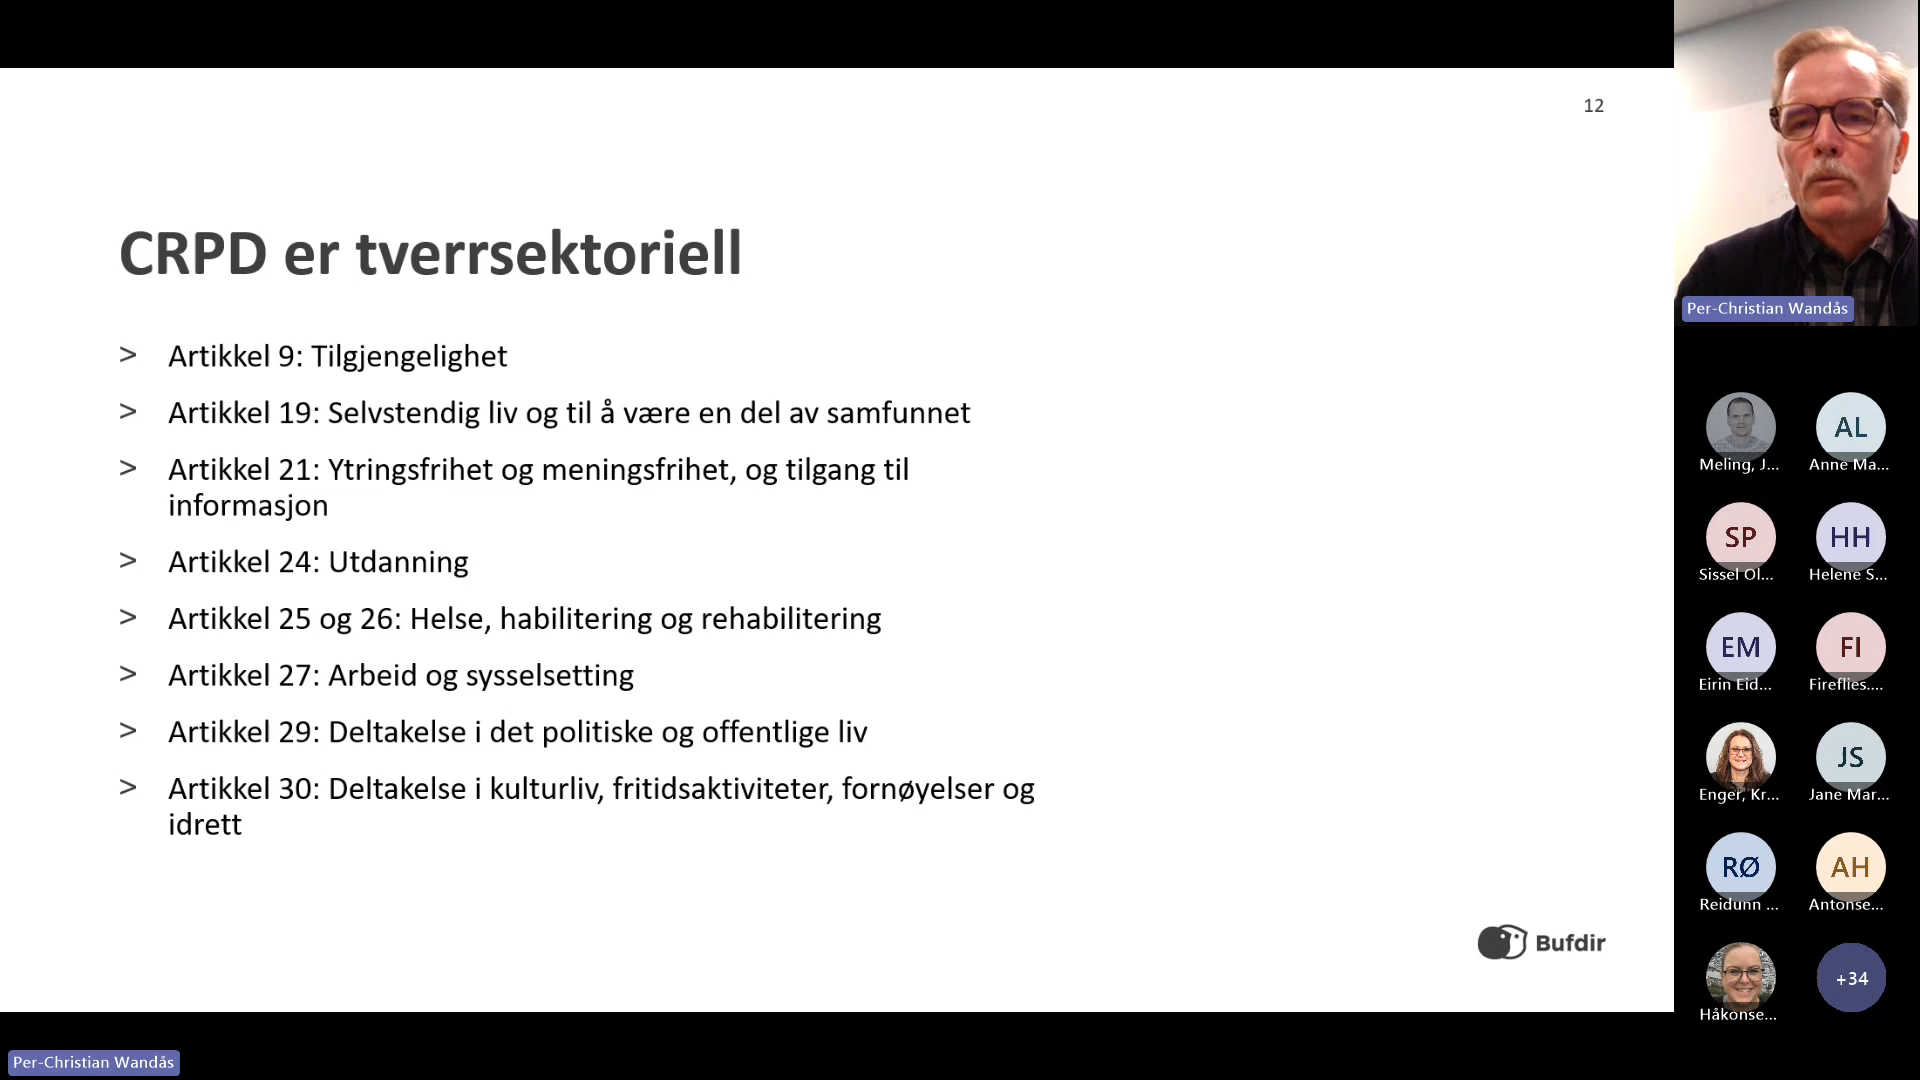 12
CRPD er tverrsektoriell
> Artikkel 9: Tilgjengelighet
> Artikkel 19: Selvstendig liv og til å være en del av samfunnet
> Artikkel 21: Ytringsfrihet og meningsfrihet, og tilgang til
informasjon
> Artikkel 24: Utdanning
> Artikkel 25 og 26: Helse, habilitering og rehabilitering
> Artikkel 27: Arbeid og sysselsetting
> Artikkel 29: Deltakelse i det politiske og offentlige liv
> Artikkel 30: Deltakelse i kulturliv, fritidsaktiviteter, fornøyelser og
idrett
Bufdir
Per-Christian Wandås
Per-Christian Wandås
Meling, J...
AL
Anne Ma...
SP
Sissel Ol...
HH
Helene S...
EM
Eirin Eid...
FI
Fireflies....
Enger, Kr...
JS
Jane Mar...
RØ
Reidunn ...
AH
Antonse...
Håkonse...
+34